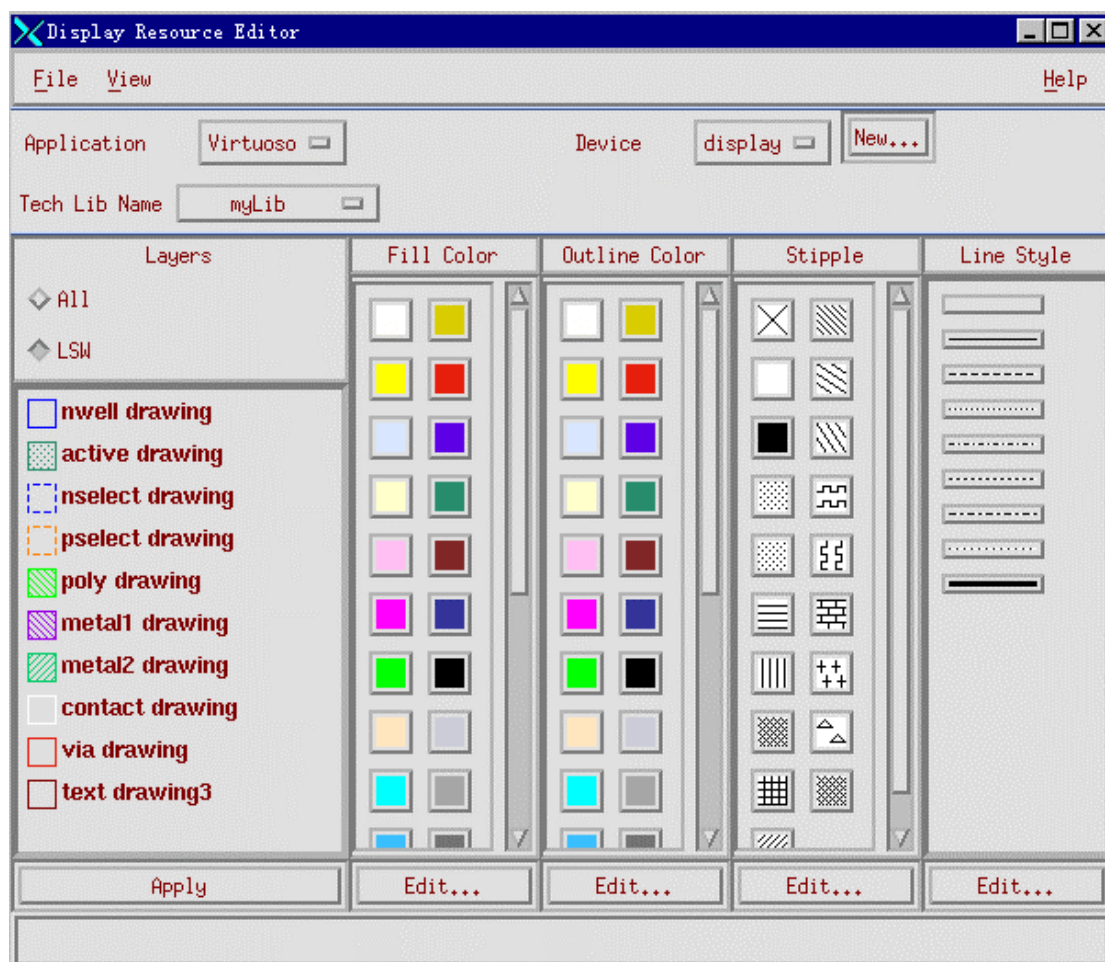 Display Resource Editor
File View Help
Application Virtuoso Device display New...
Tech Lib Name myLib
Layers Fill Color Outline Color Stipple Line Style
All
LSW
nwell drawing
active drawing
nselect drawing
pselect drawing
poly drawing
metal1 drawing
metal2 drawing
contact drawing
via drawing
text drawing3
Apply Edit... Edit... Edit... Edit...